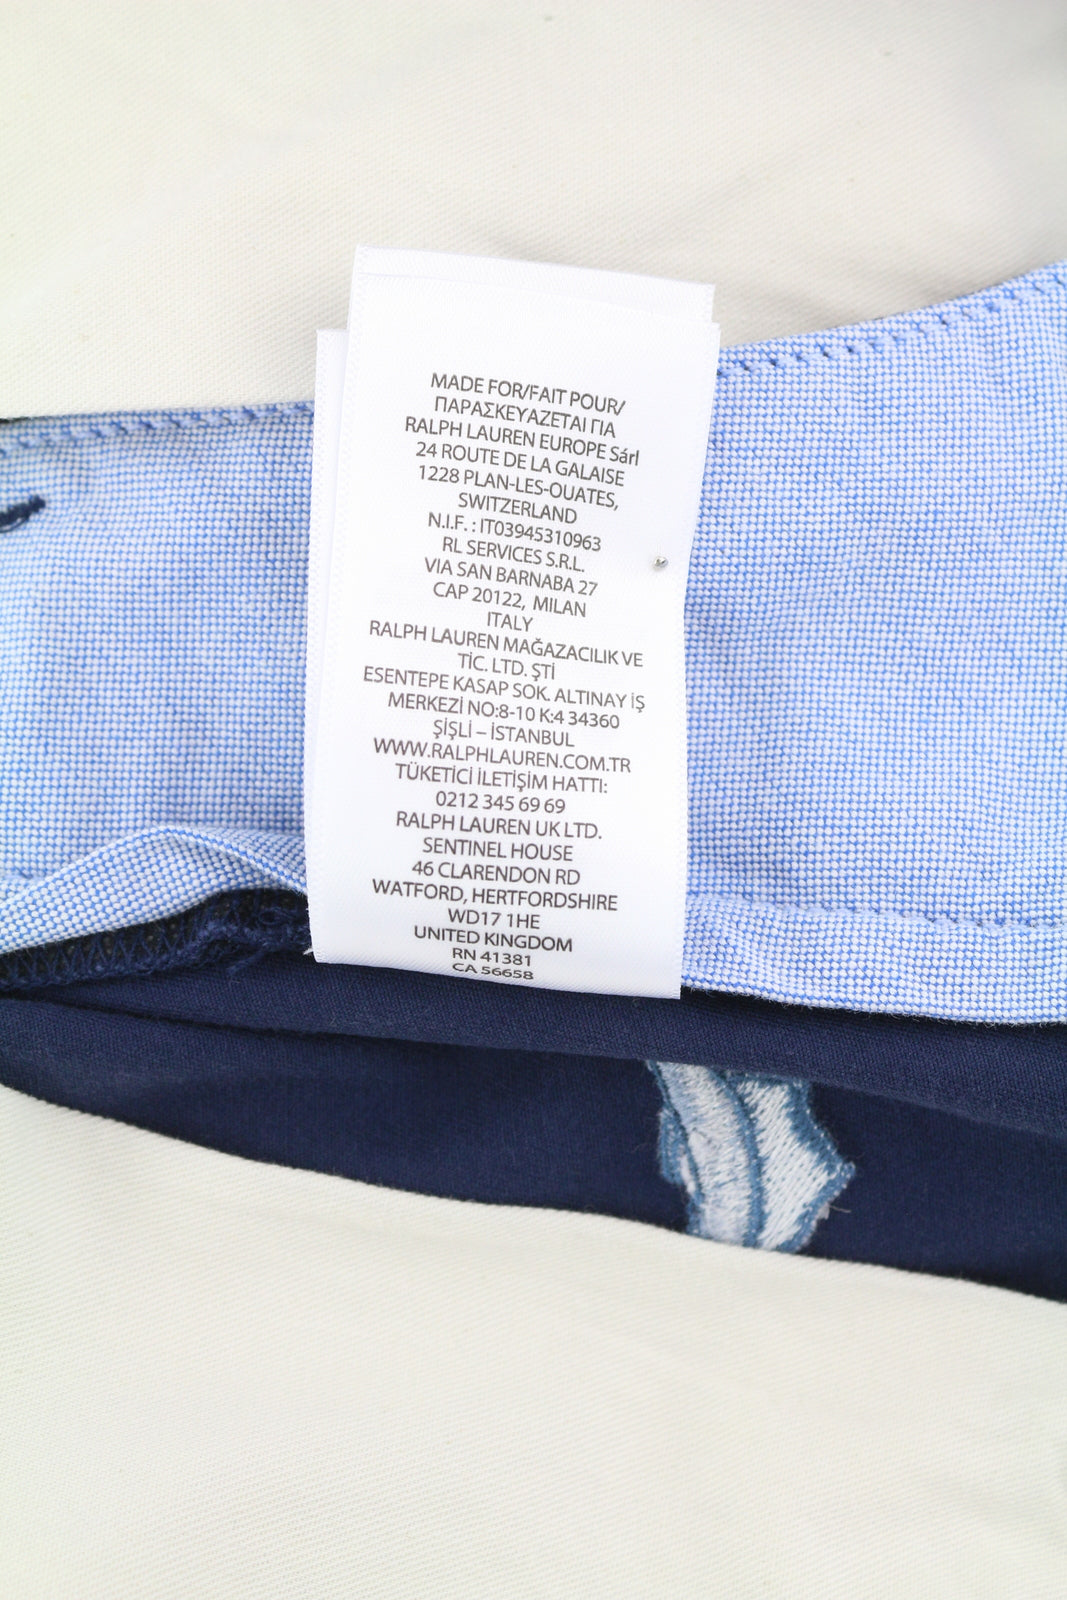 MADE FOR/FAIT POUR/
ΠΑΡΑΣΚΕΥΑΖΕΤΑΙ ΓΙΑ
RALPH LAUREN EUROPE Sárl
24 ROUTE DE LA GALAISE
1228 PLAN-LES-OUATES,
SWITZERLAND
N.I.F. : IT03945310963
RL SERVICES S.R.L.
VIA SAN BARNABA 27
CAP 20122, MILAN
ITALY
RALPH LAUREN MAĞAZACILIK VE
TİC. LTD. ŞTİ
ESENTEPE KASAP SOK. ALTINAY İŞ
MERKEZİ NO:8-10 K:4 34360
ŞİŞLİ – İSTANBUL
WWW.RALPHLAUREN.COM.TR
TÜKETİCİ İLETİŞİM HATTI:
0212 345 69 69
RALPH LAUREN UK LTD.
SENTINEL HOUSE
46 CLARENDON RD
WATFORD, HERTFORDSHIRE
WD17 1HE
UNITED KINGDOM
RN 41381
CA 56658